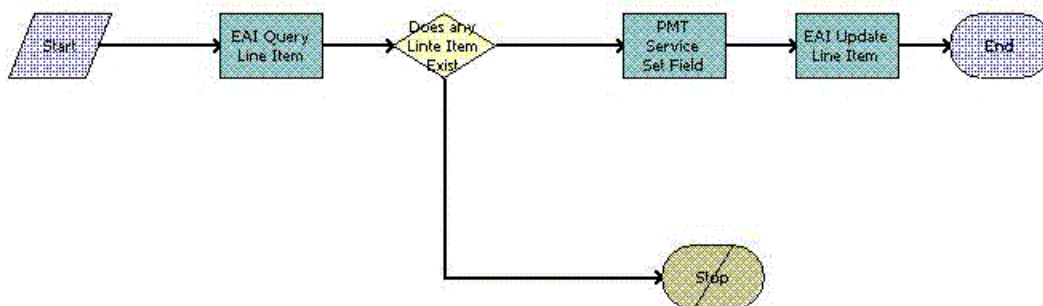 Start
EAI Query
Line Item
Does any
Linte Item
Exist
PMT
Service
Set Field
EAI Update
Line Item
End
Stop